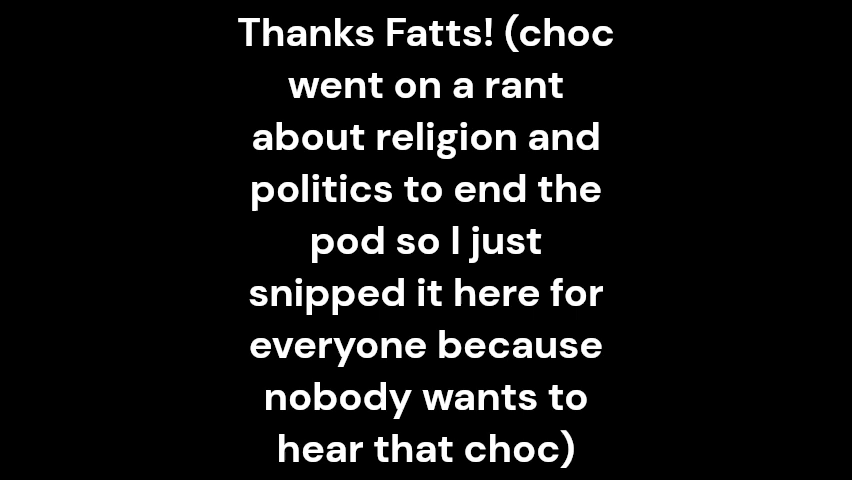 Thanks Fatts! (choc
went on a rant
about religion and
politics to end the
pod so I just
snipped it here for
everyone because
nobody wants to
hear that choc)